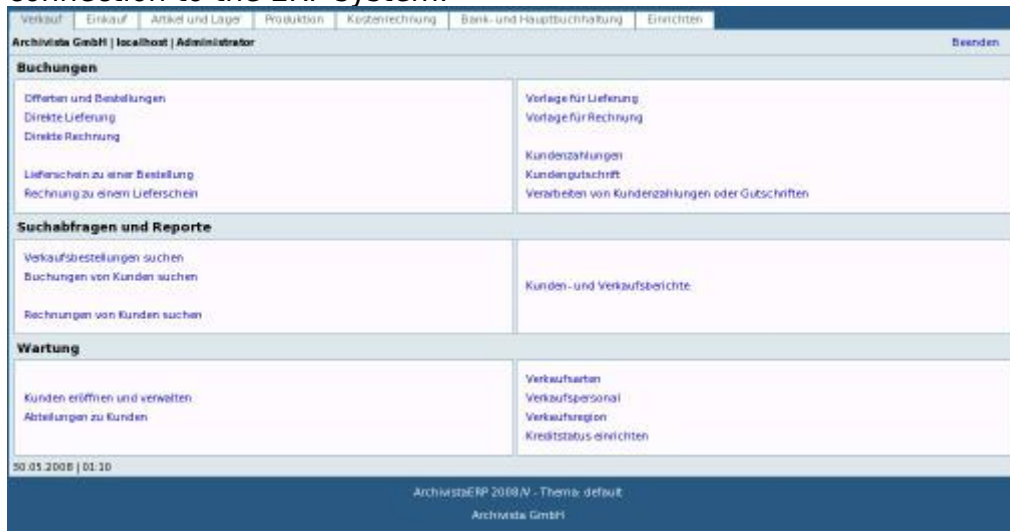 connection to the ERP System.
Verkauf Einkauf Artikel und Lager Produktion Kostenrechnung Bank- und Hauptbuchhaltung Einrichten
Archivista GmbH | localhost | Administrator Beenden
Buchungen
Offerten und Bestellungen
Direkte Lieferung
Direkte Rechnung
Lieferschein zu einer Bestellung
Rechnung zu einem Lieferschein
Vorlage für Lieferung
Vorlage für Rechnung
Kundenzahlungen
Kundengutschrift
Verarbeiten von Kundenzahlungen oder Gutschriften
Suchabfragen und Reporte
Verkaufsbestellungen suchen
Buchungen von Kunden suchen
Rechnungen von Kunden suchen
Kunden- und Verkaufsberichte
Wartung
Kunden eröffnen und verwalten
Abteilungen zu Kunden
Verkaufsarten
Verkaufspersonal
Verkaufsregion
Kreditstatus einrichten
30.05.2008 | 01:10
ArchivistaERP 2008/V - Thema: default
Archivista GmbH